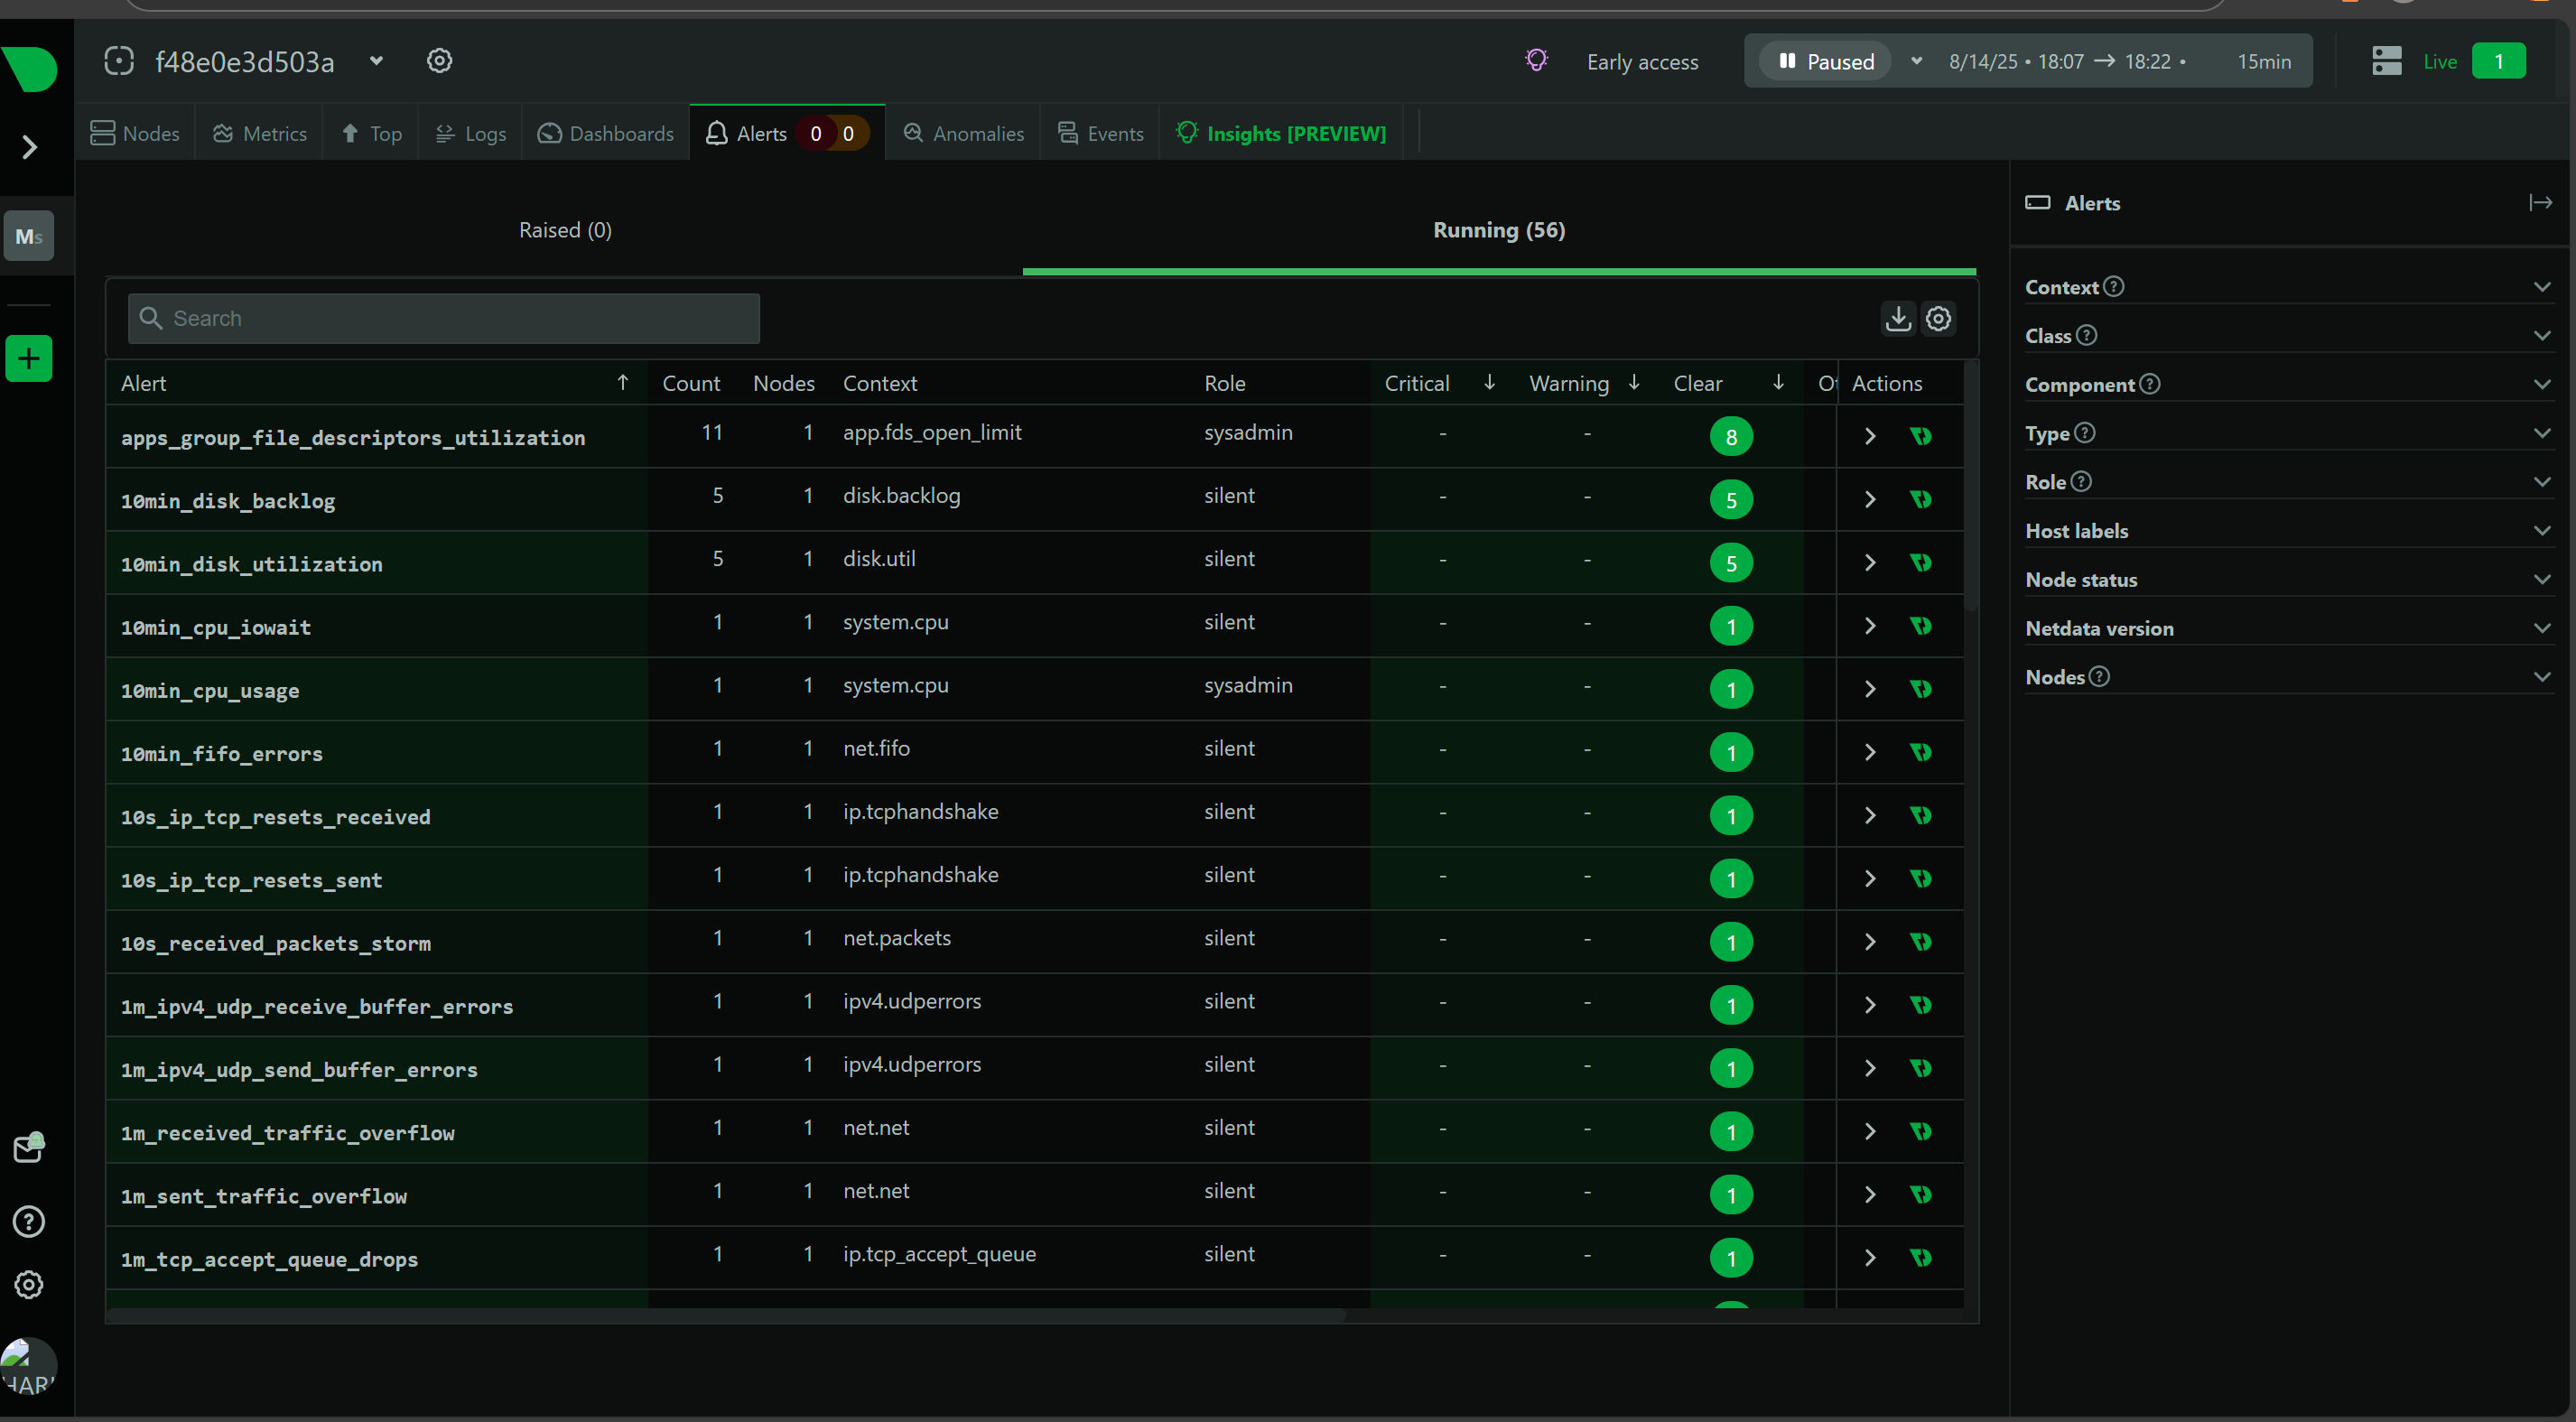 f48e0e3d503a
Early access
Paused
8/14/25 • 18:07 → 18:22 •
15min
Live
1
Nodes
Metrics
Top
Logs
Dashboards
Alerts 0 0
Anomalies
Events
Insights [PREVIEW]
Ms
Raised (0)
Running (56)
Search
Alert ↑ Count Nodes Context Role Critical ↓ Warning ↓ Clear ↓ Actions
apps_group_file_descriptors_utilization 11 1 app.fds_open_limit sysadmin - - 8
10min_disk_backlog 5 1 disk.backlog silent - - 5
10min_disk_utilization 5 1 disk.util silent - - 5
10min_cpu_iowait 1 1 system.cpu silent - - 1
10min_cpu_usage 1 1 system.cpu sysadmin - - 1
10min_fifo_errors 1 1 net.fifo silent - - 1
10s_ip_tcp_resets_received 1 1 ip.tcphandshake silent - - 1
10s_ip_tcp_resets_sent 1 1 ip.tcphandshake silent - - 1
10s_received_packets_storm 1 1 net.packets silent - - 1
1m_ipv4_udp_receive_buffer_errors 1 1 ipv4.udperrors silent - - 1
1m_ipv4_udp_send_buffer_errors 1 1 ipv4.udperrors silent - - 1
1m_received_traffic_overflow 1 1 net.net silent - - 1
1m_sent_traffic_overflow 1 1 net.net silent - - 1
1m_tcp_accept_queue_drops 1 1 ip.tcp_accept_queue silent - - 1
Alerts
Context ?
Class ?
Component ?
Type ?
Role ?
Host labels
Node status
Netdata version
Nodes ?